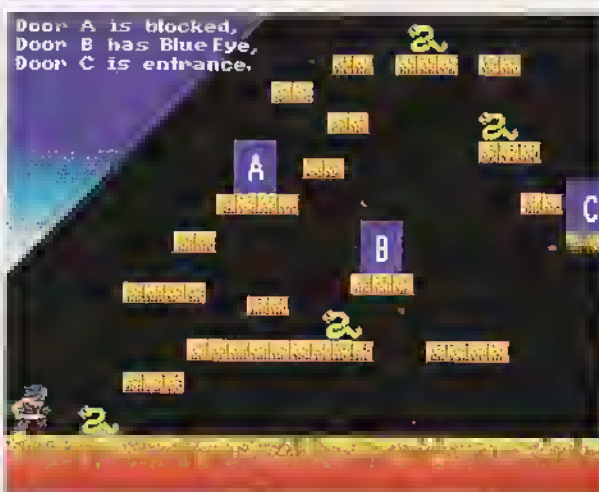 Door A is blocked,
Door B has Blue Eye,
Door C is entrance.
A
B
C